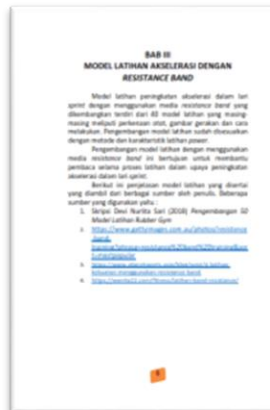 BAB III
MODEL LATIHAN AKSELERASI DENGAN
RESISTANCE BAND
Model latihan peningkatan akselerasi dalam lari
sprint dengan menggunakan media resistance band yang
dikembangkan terdiri dari 40 model latihan yang masing-
masing meliputi perkenaan otot, gambar gerakan dan cara
melakukan. Pengembangan model latihan sudah disesuaikan
dengan metode dan karakteristik latihan power.
Pengembangan model latihan dengan menggunakan
media resistance band ini bertujuan untuk membantu
pembaca selama proses latihan dalam upaya peningkatan
akselerasi dalam lari sprint.
Berikut ini penjelasan model latihan yang disertai
yang diambil dari berbagai sumber oleh penulis. Beberapa
sumber yang digunakan yaitu :
1. Skripsi Dewi Nurlita Sari (2018) Pengembangan 50
Model Latihan Rubber Gym
2. https://www.gettyimages.com.au/photos/resistance
-band-
3.
4.